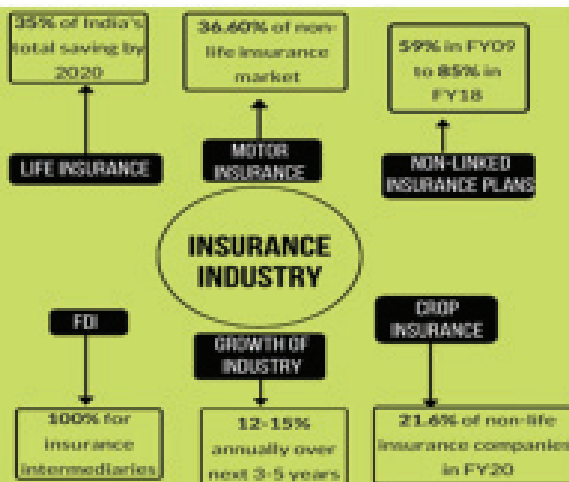 35% of India's
total saving by
2020
36.60% of non-
life insurance
market
59% in FY09
to 85% in
FY18
LIFE INSURANCE
MOTOR
INSURANCE
NON-LINKED
INSURANCE PLANS
INSURANCE
INDUSTRY
FDI
GROWTH OF
INDUSTRY
CROP
INSURANCE
100% for
insurance
intermediaries
12-15%
annually over
next 3-5 years
21.6% of non-life
insurance companies
in FY20